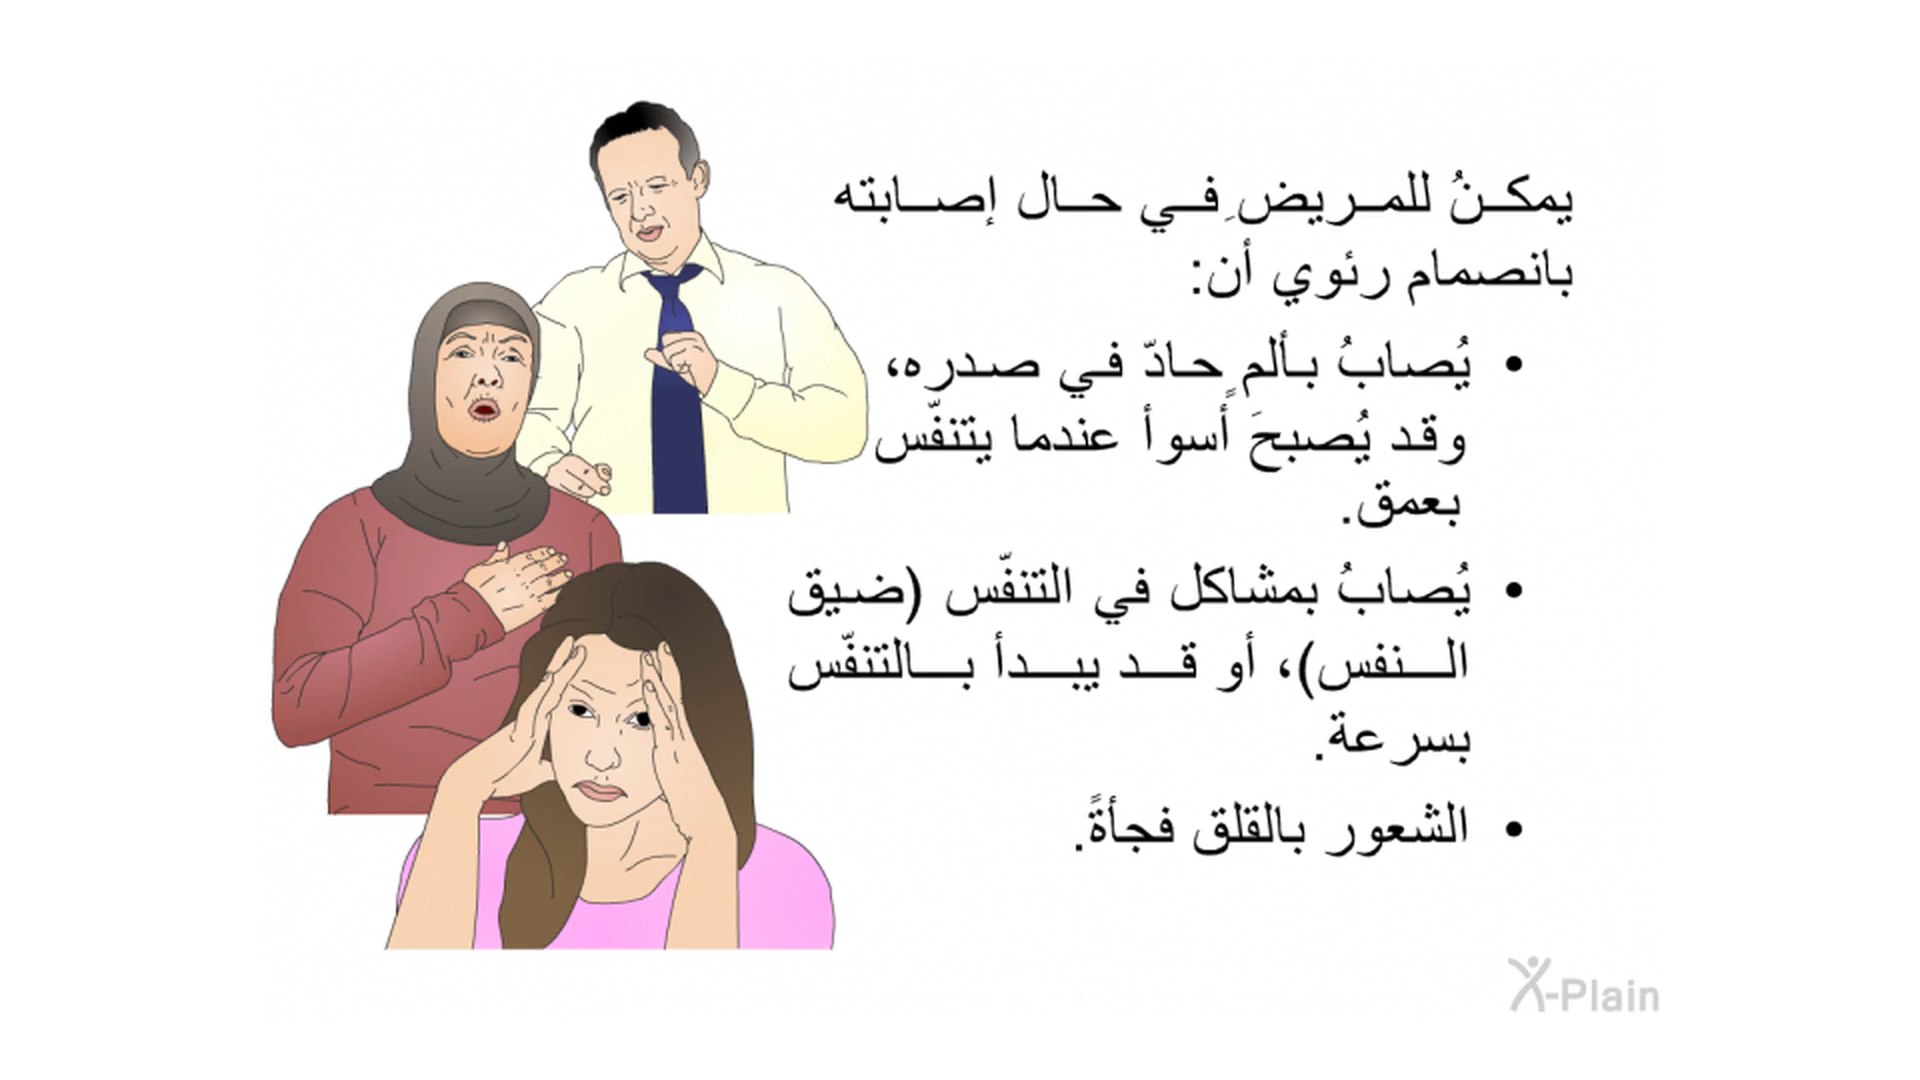 يمكنُ للمريضِ في حال إصابته
بانصمام رئوي أن:
• يُصابُ بألمٍ حادّ في صدره،
وقد يُصبحَ أسوأ عندما يتنفّس
بعمق.
• يُصابُ بمشاكل في التنفّس (ضيق
النفس)، أو قد يبدأ بالتنفّس
بسرعة.
• الشعور بالقلق فجأةً.
X-Plain